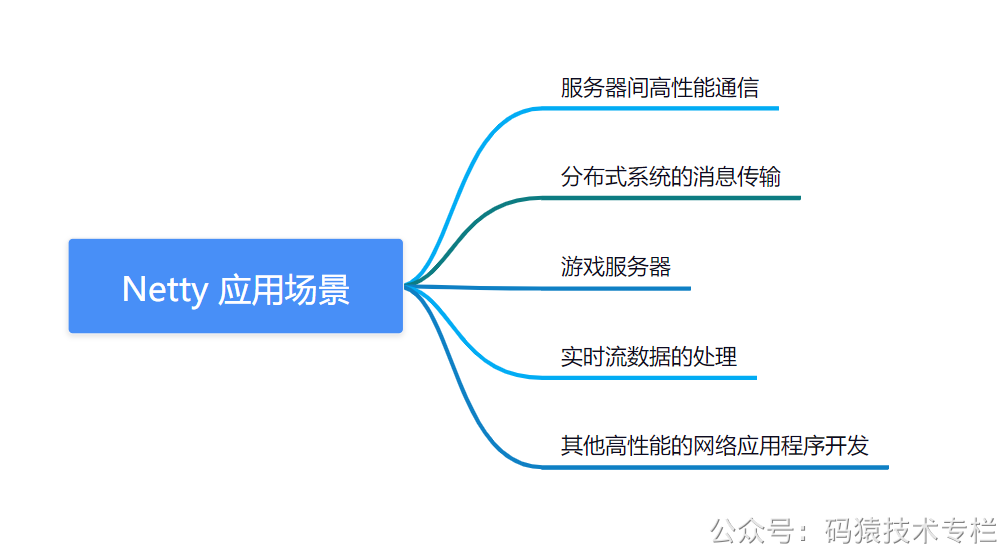 服务器间高性能通信
分布式系统的消息传输
游戏服务器
Netty 应用场景
实时流数据的处理
其他高性能的网络应用程序开发
公众号：码猿技术专栏